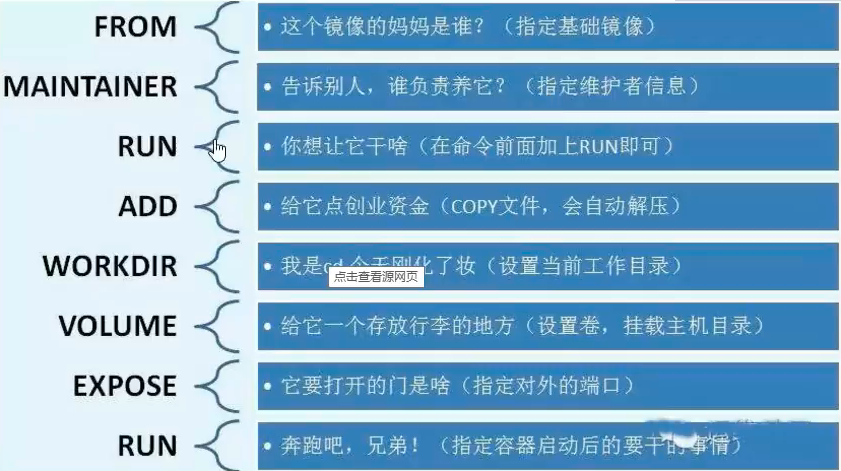 FROM 这个镜像的妈妈是谁？（指定基础镜像）
MAINTAINER 告诉别人，谁负责养它？（指定维护者信息）
RUN 你想让它干啥（在命令前面加上RUN即可）
ADD 给它点创业资金（COPY文件，会自动解压）
WORKDIR 我是cd，今天刚化了妆（设置当前工作目录）
点击查看源网页
VOLUME 给它一个存放行李的地方（设置卷，挂载主机目录）
EXPOSE 它要打开的门是啥（指定对外的端口）
RUN 奔跑吧，兄弟！（指定容器启动后的要干的事情）